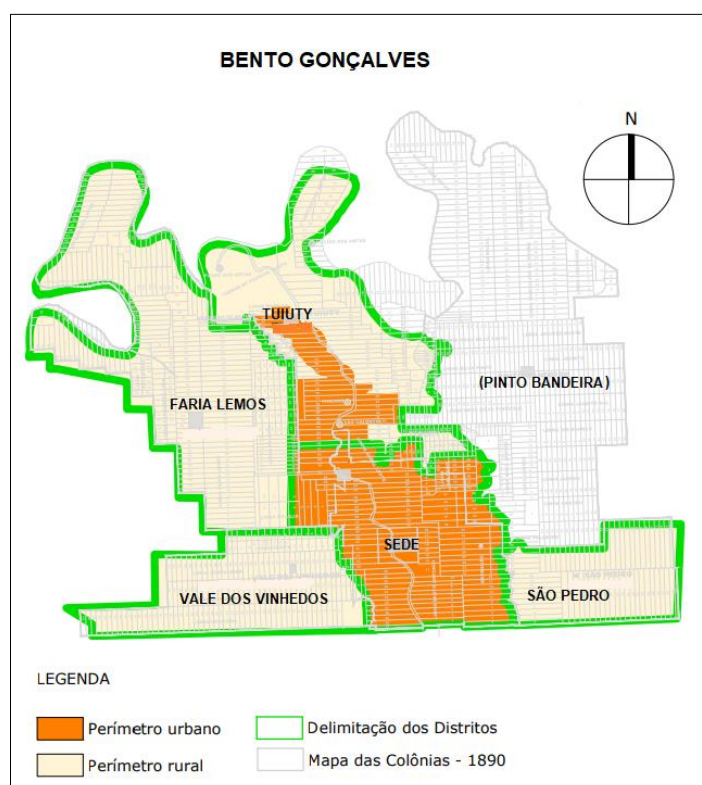 BENTO GONÇALVES
N
TUIUTY
(PINTO BANDEIRA)
FARIA LEMOS
SEDE
VALE DOS VINHEDOS
SÃO PEDRO
LEGENDA
Perímetro urbano
Delimitação dos Distritos
Perímetro rural
Mapa das Colônias - 1890